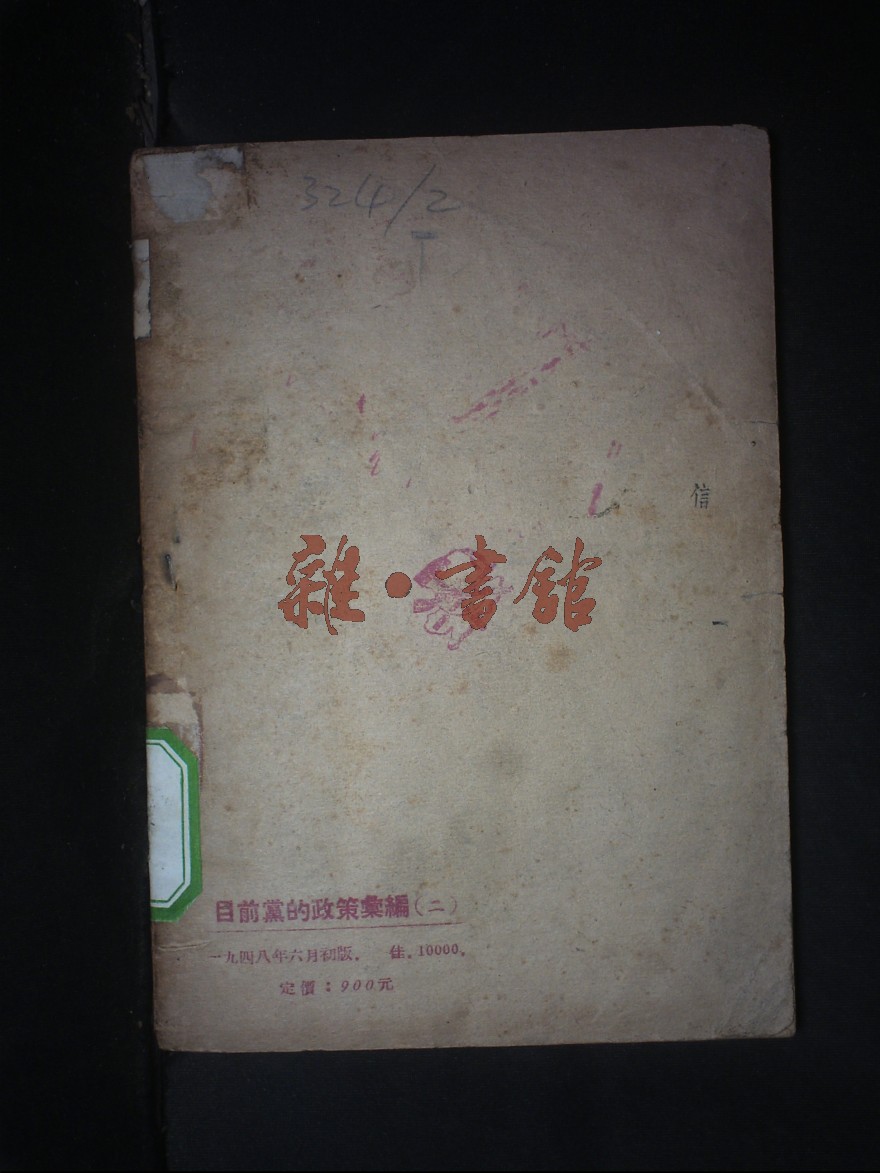 324/2
T
信
雜·書館
目前黨的政策彙編(二)
一九四八年六月初版. 佳. 10000.
定價：900元